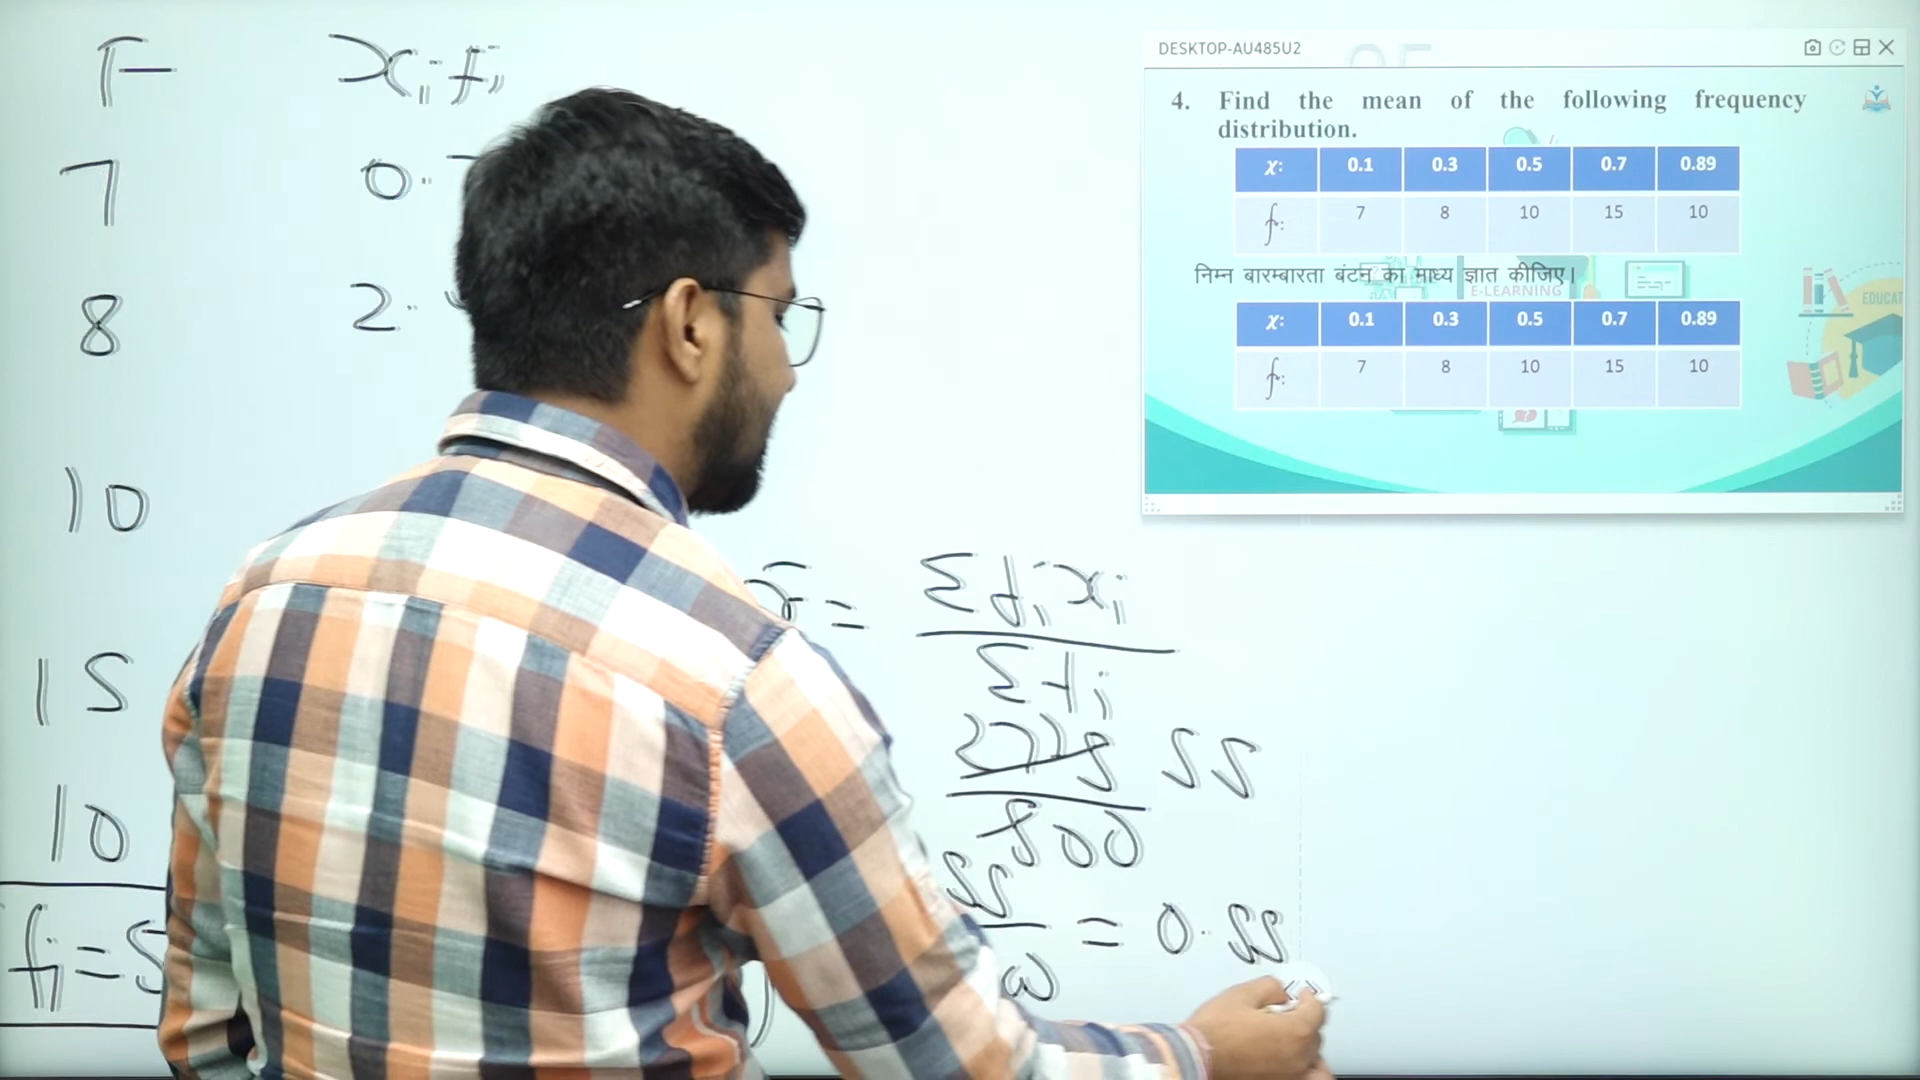 F xifi
7 0.
8 2.
10
15
10
fi = 5
= Σfixi
Σfi
55
00
= 0.55
DESKTOP-AU485U2
4. Find the mean of the following frequency
distribution.
x: 0.1 0.3 0.5 0.7 0.89
f: 7 8 10 15 10
निम्न बारम्बारता बंटन का माध्य ज्ञात कीजिए।
E-LEARNING
EDUCAT
x: 0.1 0.3 0.5 0.7 0.89
f: 7 8 10 15 10